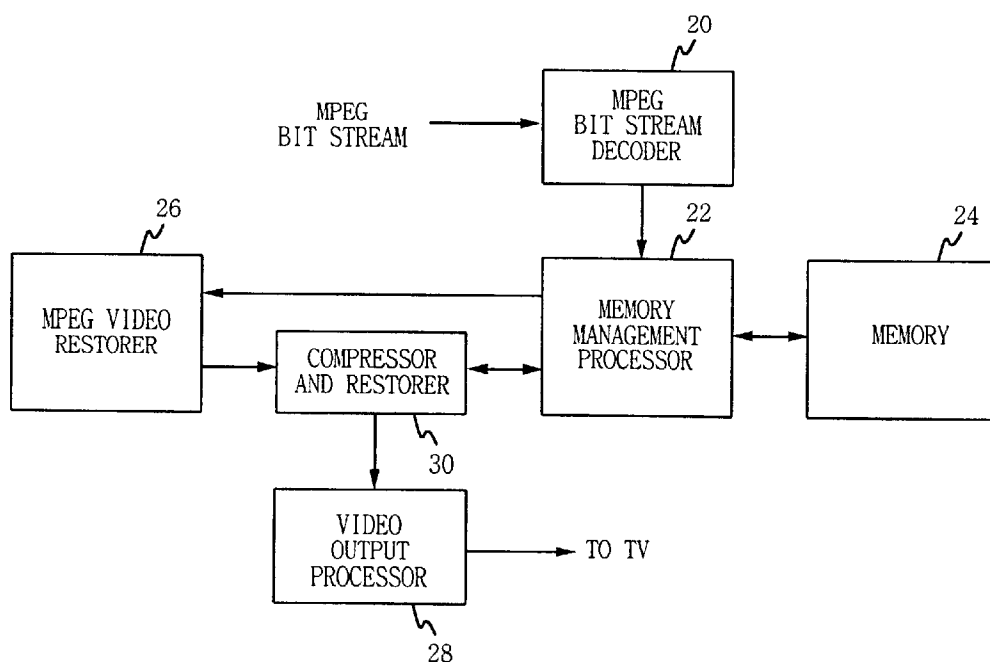 20
MPEG
BIT STREAM
MPEG
BIT STREAM
DECODER
26
22
24
MPEG VIDEO
RESTORER
MEMORY
MANAGEMENT
PROCESSOR
MEMORY
COMPRESSOR
AND RESTORER
30
VIDEO
OUTPUT
PROCESSOR
TO TV
28